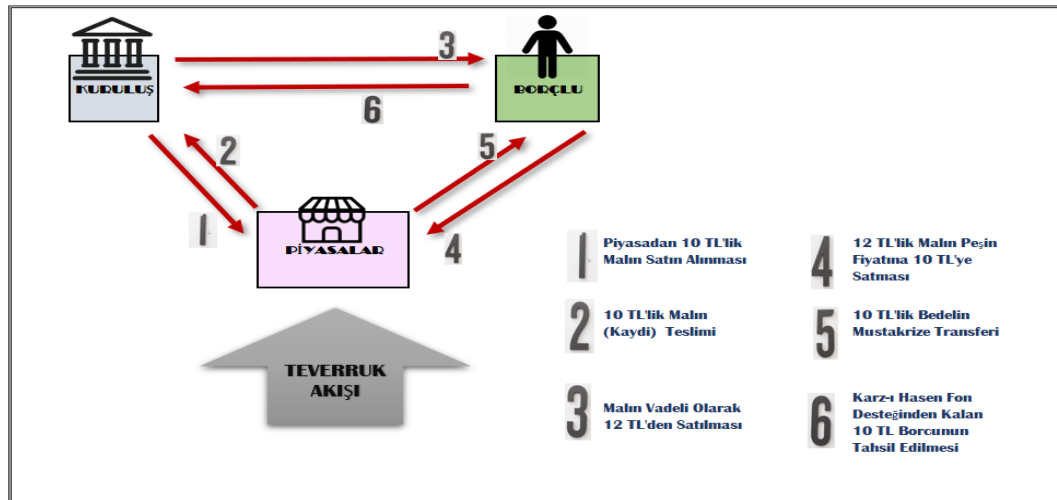 3
KURULUŞ
BORÇLU
6
2
5
1
PİYASALAR
4
TEVERRUK
AKIŞI
1
Piyasadan 10 TL'lik
Malın Satın Alınması
2
10 TL'lik Malın
(Kaydi) Teslimi
3
Malın Vadeli Olarak
12 TL'den Satılması
4
12 TL'lik Malın Peşin
Fiyatına 10 TL'ye
Satması
5
10 TL'lik Bedelin
Mustakrize Transferi
6
Karz-ı Hasen Fon
Desteğinden Kalan
10 TL Borcunun
Tahsil Edilmesi